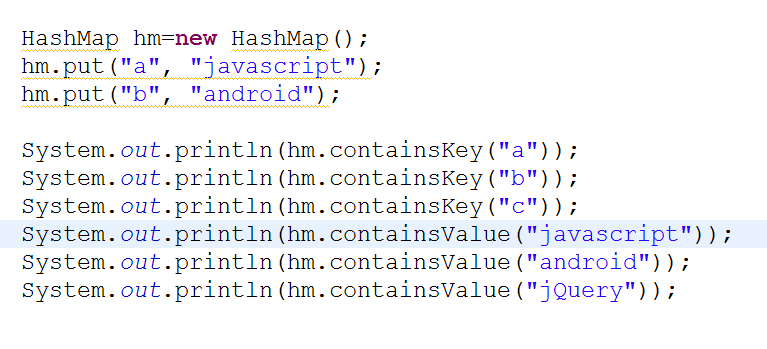 HashMap hm=new HashMap();
hm.put("a", "javascript");
hm.put("b", "android");
System.out.println(hm.containsKey("a"));
System.out.println(hm.containsKey("b"));
System.out.println(hm.containsKey("c"));
System.out.println(hm.containsValue("javascript"));
System.out.println(hm.containsValue("android"));
System.out.println(hm.containsValue("jQuery"));